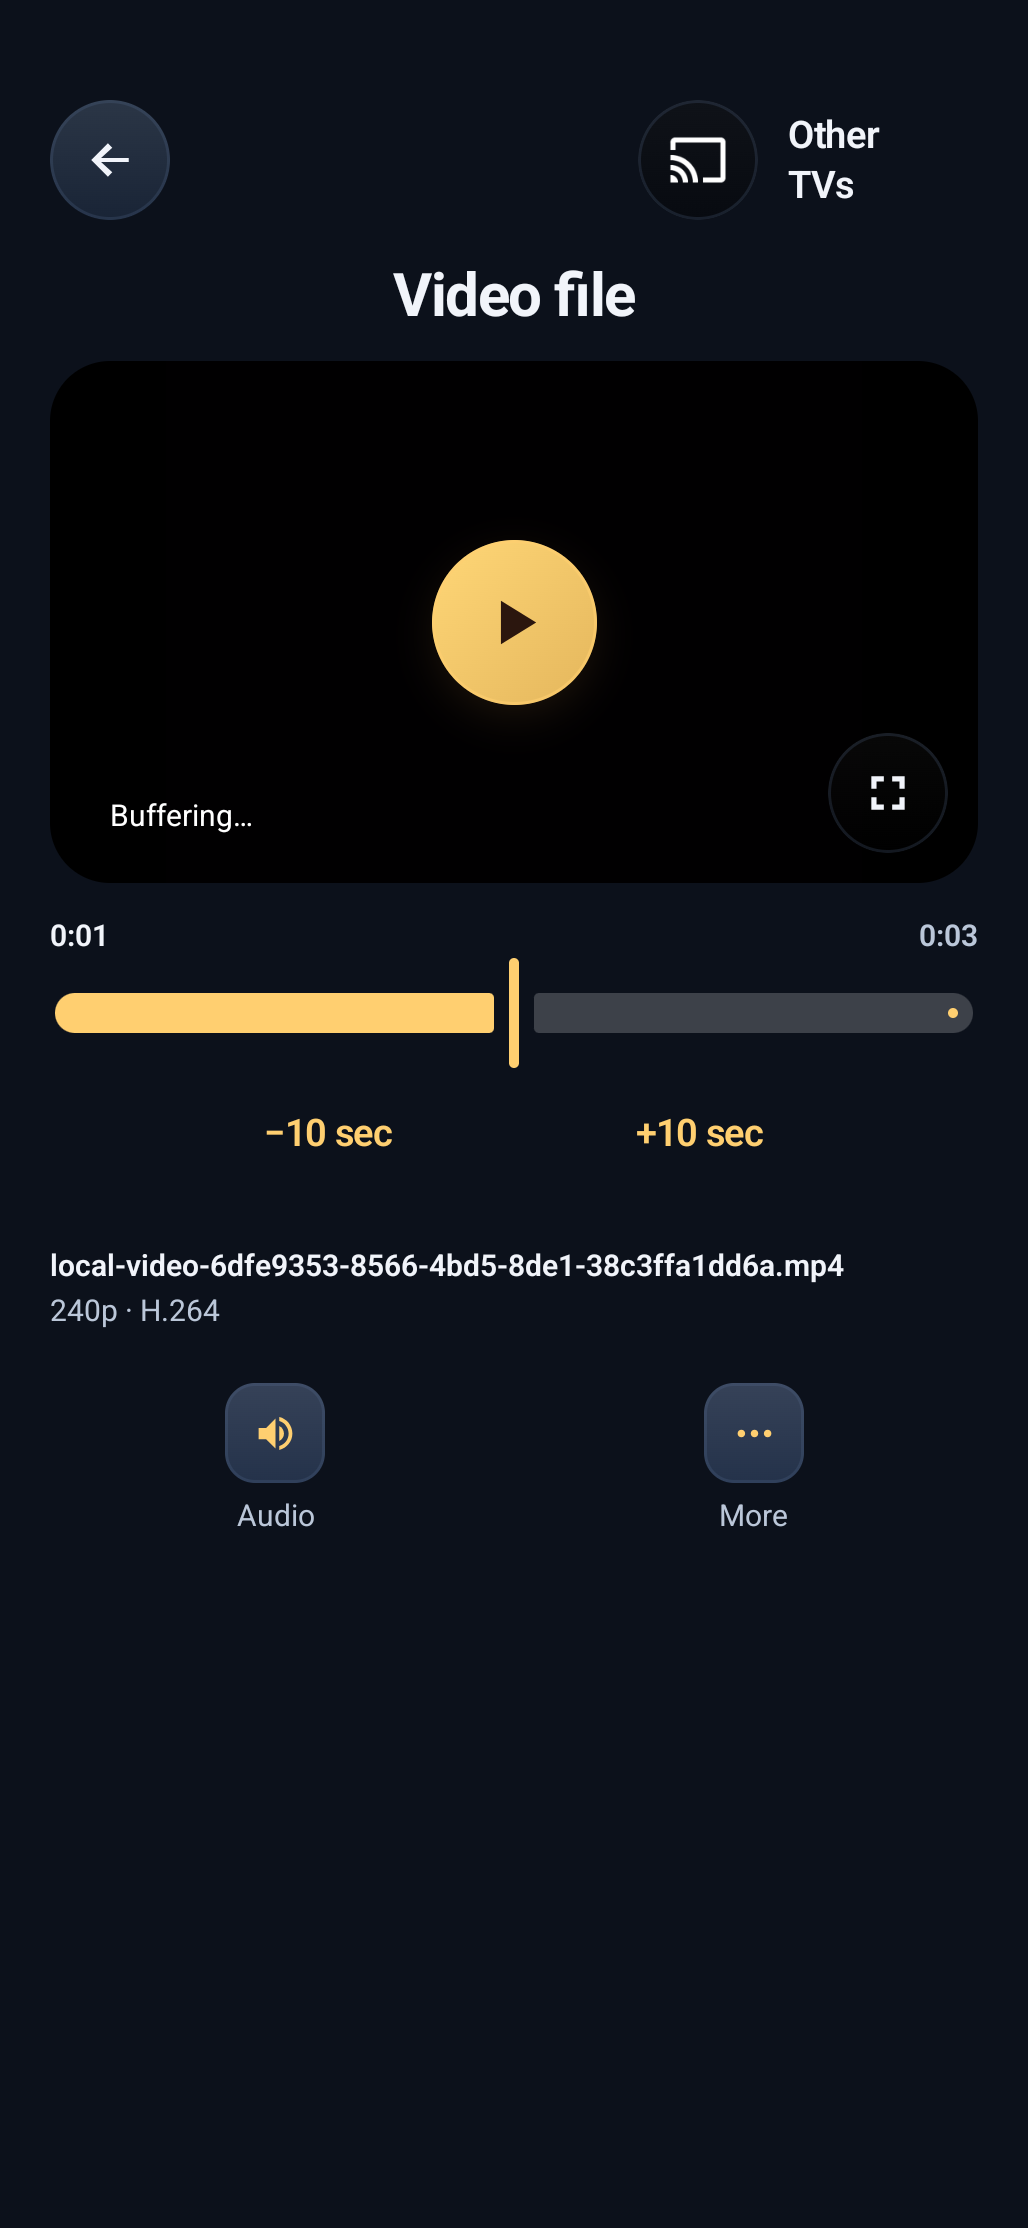 Other
TVs
Video file
Buffering...
0:01
0:03
−10 sec
+10 sec
local-video-6dfe9353-8566-4bd5-8de1-38c3ffa1dd6a.mp4
240p · H.264
Audio
More